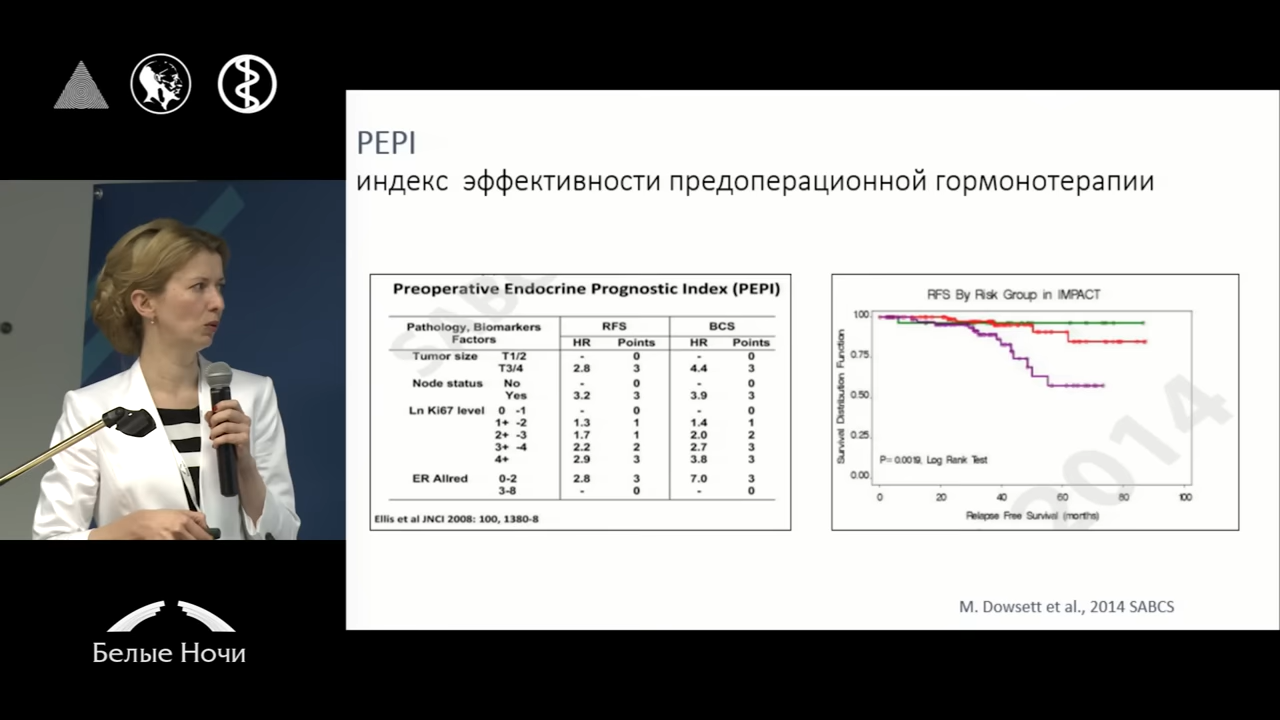 PEPI
индекс эффективности предоперационной гормонотерапии
Preoperative Endocrine Prognostic Index (PEPI)
Pathology, Biomarkers Factors RFS BCS
HR Points HR Points
Tumor size T1/2 - 0 - 0
T3/4 2.8 3 4.4 3
Node status No - 0 - 0
Yes 3.2 3 3.9 3
Ln Ki67 level 0 -1 - 0 - 0
1+ -2 1.3 1 1.4 1
2+ -3 1.7 1 2.0 2
3+ -4 2.2 2 2.7 3
4+ 2.9 3 3.8 3
ER Allred 0-2 2.8 3 7.0 3
3-8 - 0 - 0
Ellis et al JNCI 2008: 100, 1380-8
SABC
RFS By Risk Group in IMPACT
Survival Distribution Function
1.00
0.75
0.50
0.25
0.00
P= 0.0019, Log Rank Test
0 20 40 60 80 100
Relapse Free Survival (months)
2014
M. Dowsett et al., 2014 SABCS
Белые Ночи